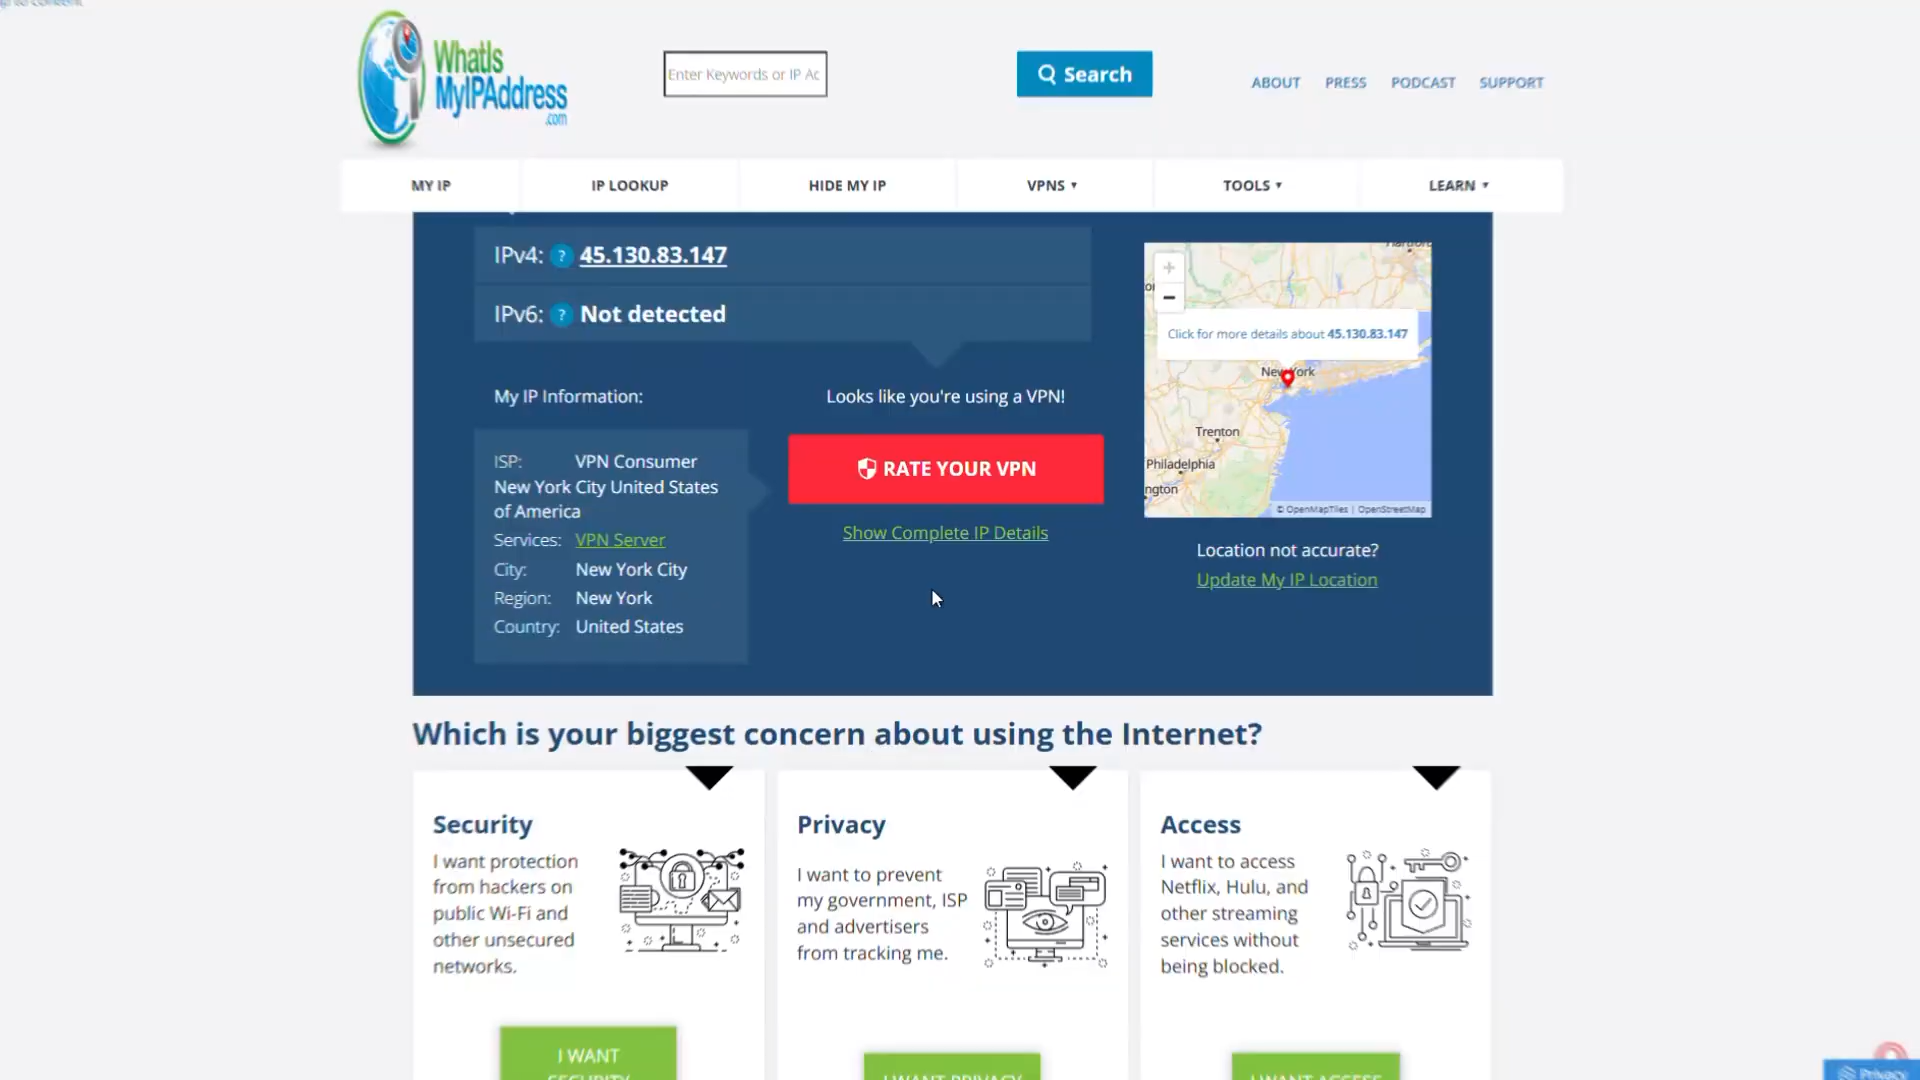 WhatIs
MyIPAddress
.com
Enter Keywords or IP Ac
Search
ABOUT
PRESS
PODCAST
SUPPORT
MY IP
IP LOOKUP
HIDE MY IP
VPNS
TOOLS
LEARN
IPv4: ? 45.130.83.147
IPv6: ? Not detected
My IP Information:
ISP: VPN Consumer
New York City United States
of America
Services: VPN Server
City: New York City
Region: New York
Country: United States
Looks like you're using a VPN!
RATE YOUR VPN
Show Complete IP Details
+
−
Click for more details about 45.130.83.147
New York
Trenton
Philadelphia
ngton
© OpenMapTiles | OpenStreetMap
Location not accurate?
Update My IP Location
Which is your biggest concern about using the Internet?
Security
I want protection
from hackers on
public Wi-Fi and
other unsecured
networks.
I WANT
Privacy
I want to prevent
my government, ISP
and advertisers
from tracking me.
I WANT PRIVACY
Access
I want to access
Netflix, Hulu, and
other streaming
services without
being blocked.
I WANT ACCESS
Privacy